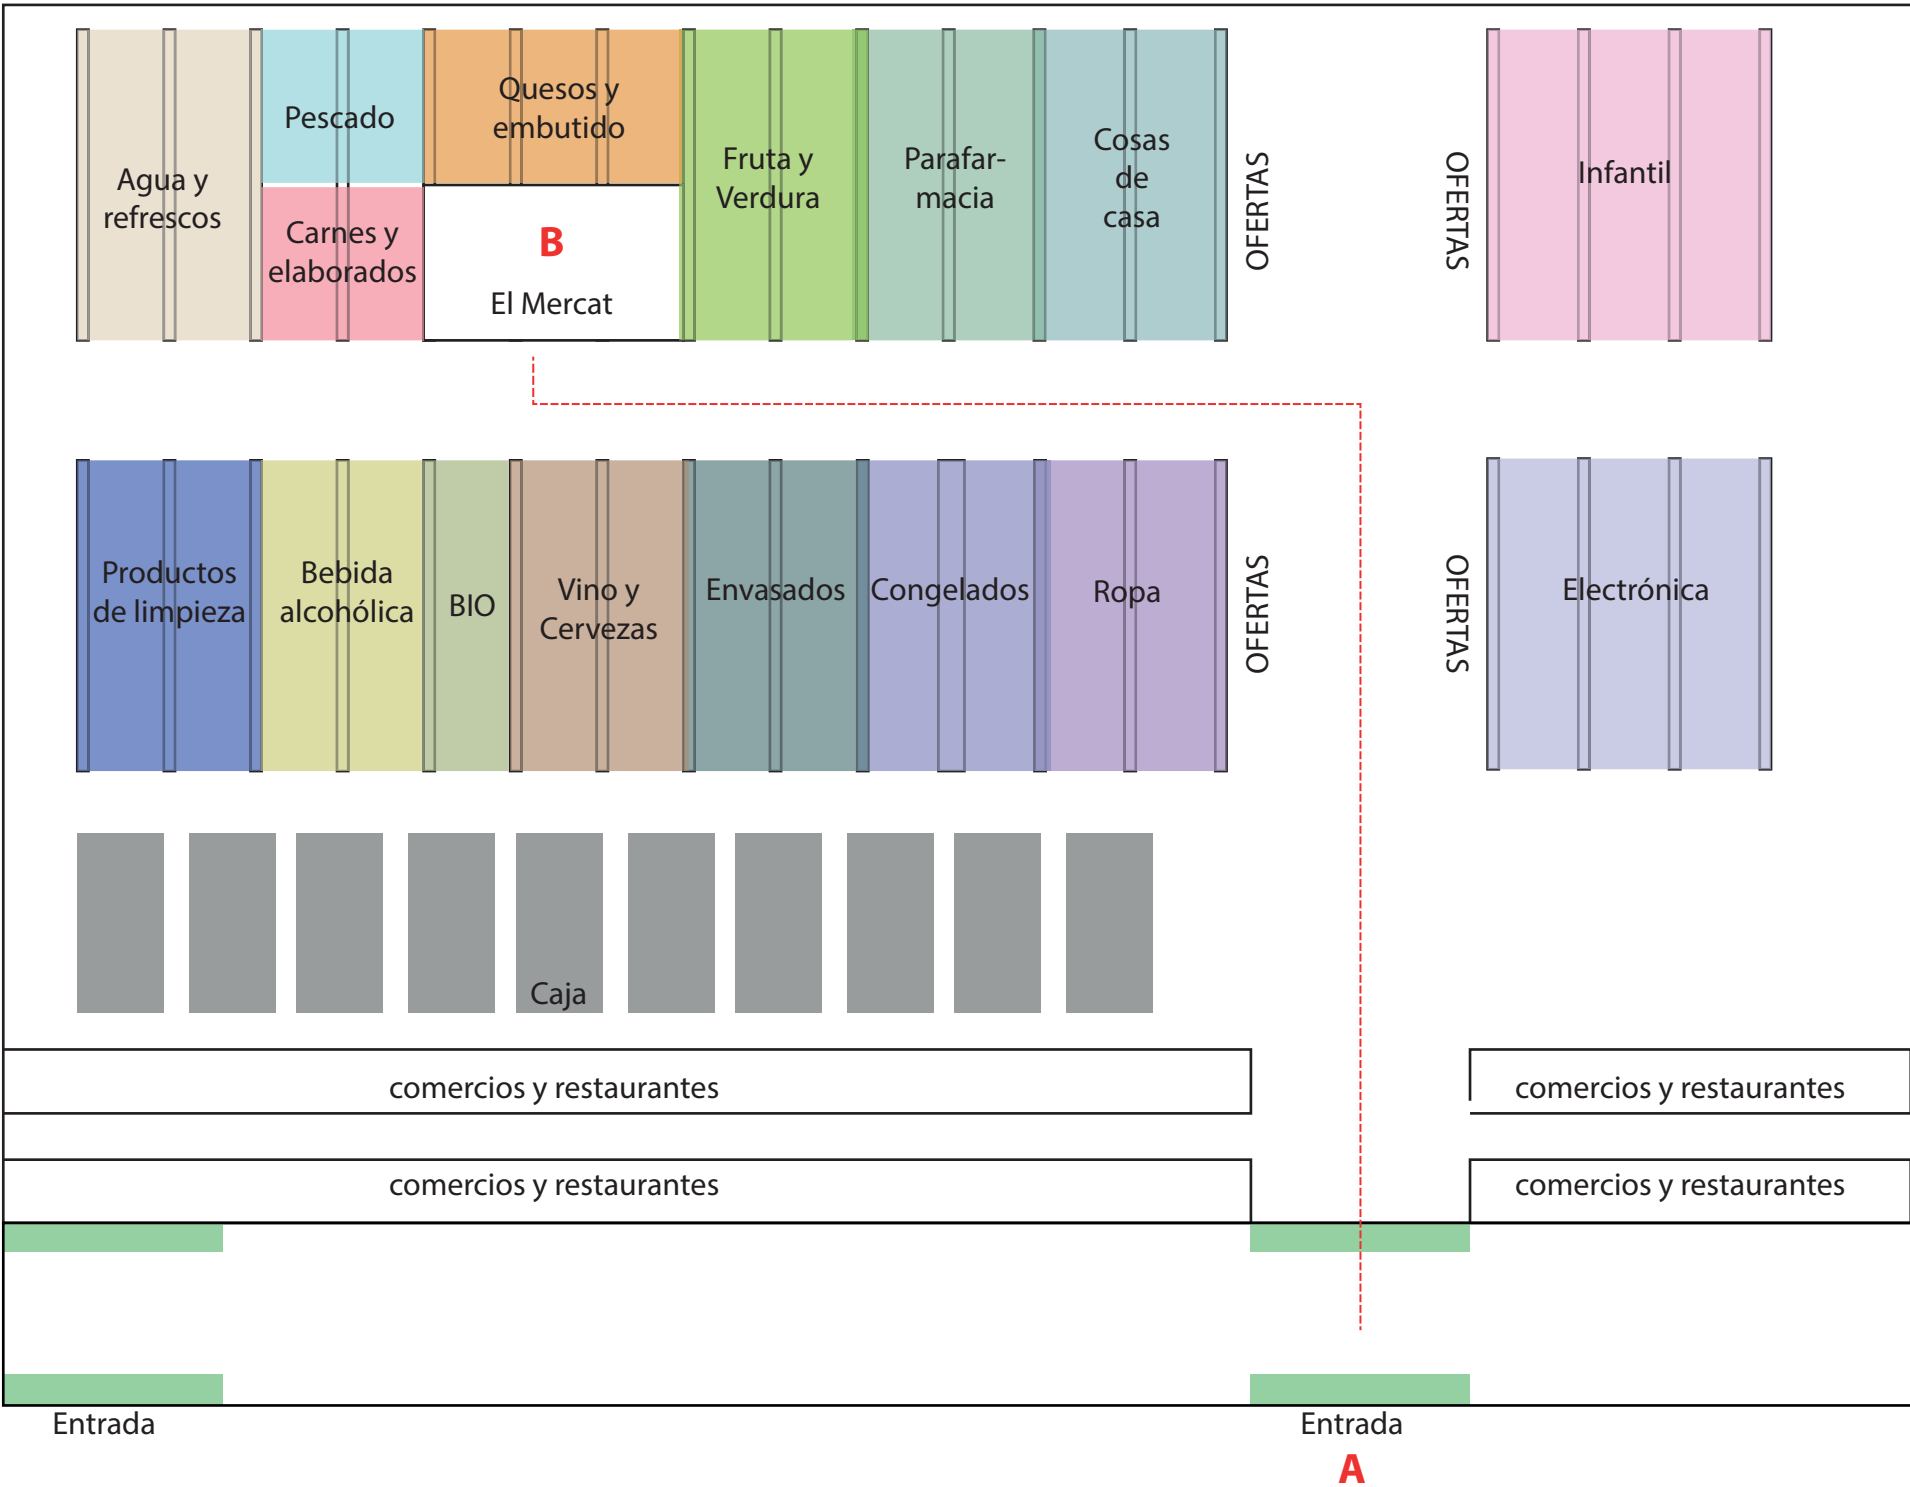 Agua y
refrescos
Pescado
Carnes y
elaborados
Quesos y
embutido
B
El Mercat
Fruta y
Verdura
Parafar-
macia
Cosas
de
casa
OFERTAS
OFERTAS
Infantil
Productos
de limpieza
Bebida
alcohólica
BIO
Vino y
Cervezas
Envasados
Congelados
Ropa
OFERTAS
OFERTAS
Electrónica
Caja
comercios y restaurantes
comercios y restaurantes
comercios y restaurantes
comercios y restaurantes
Entrada
Entrada
A